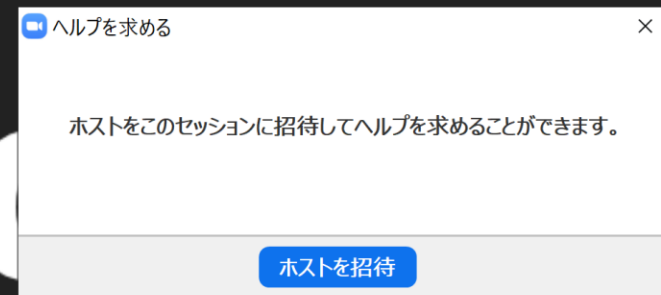 ヘルプを求める
ホストをこのセッションに招待してヘルプを求めることができます。
ホストを招待